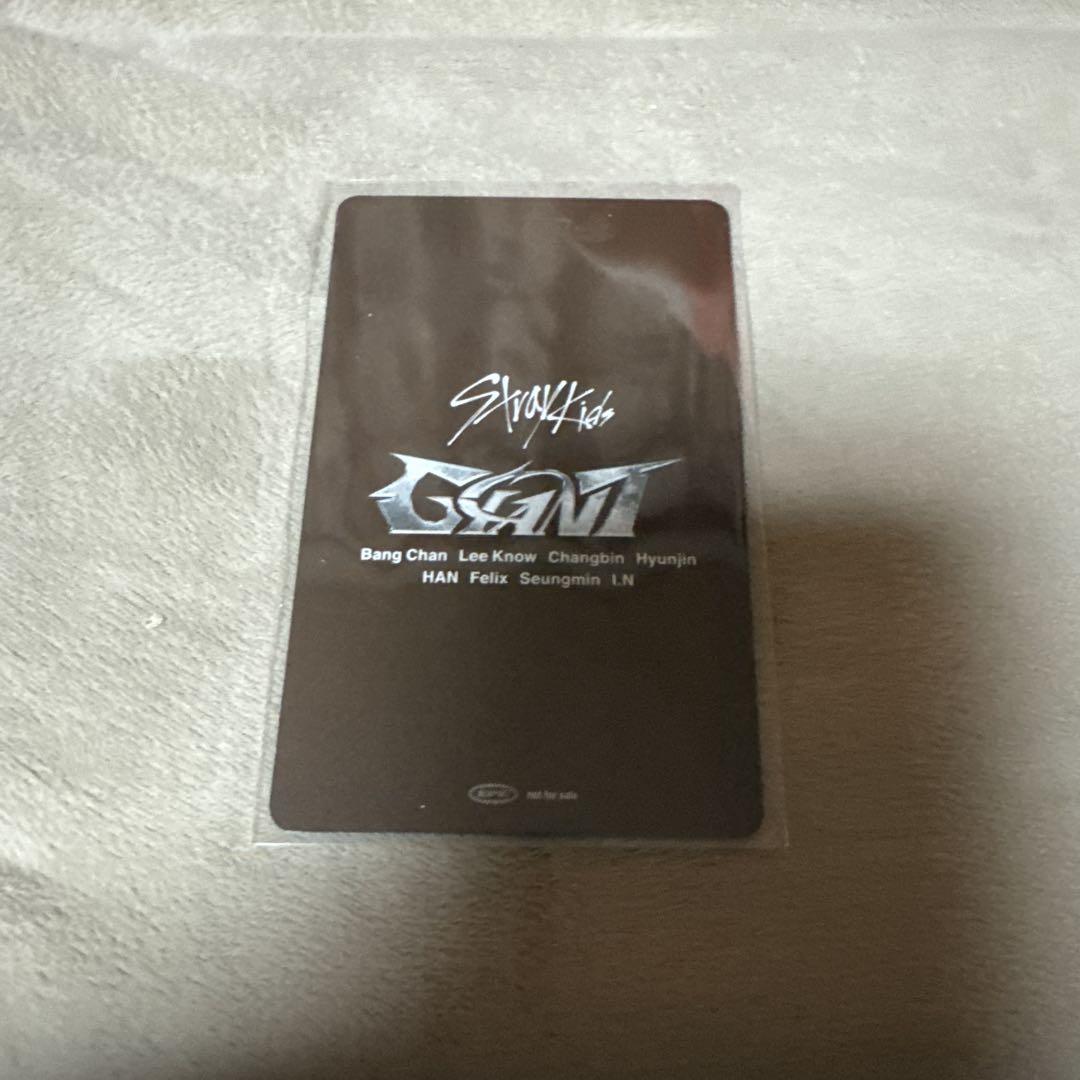 Stray Kids
GIANT
Bang Chan Lee Know Changbin Hyunjin
HAN Felix Seungmin I.N
not for sale